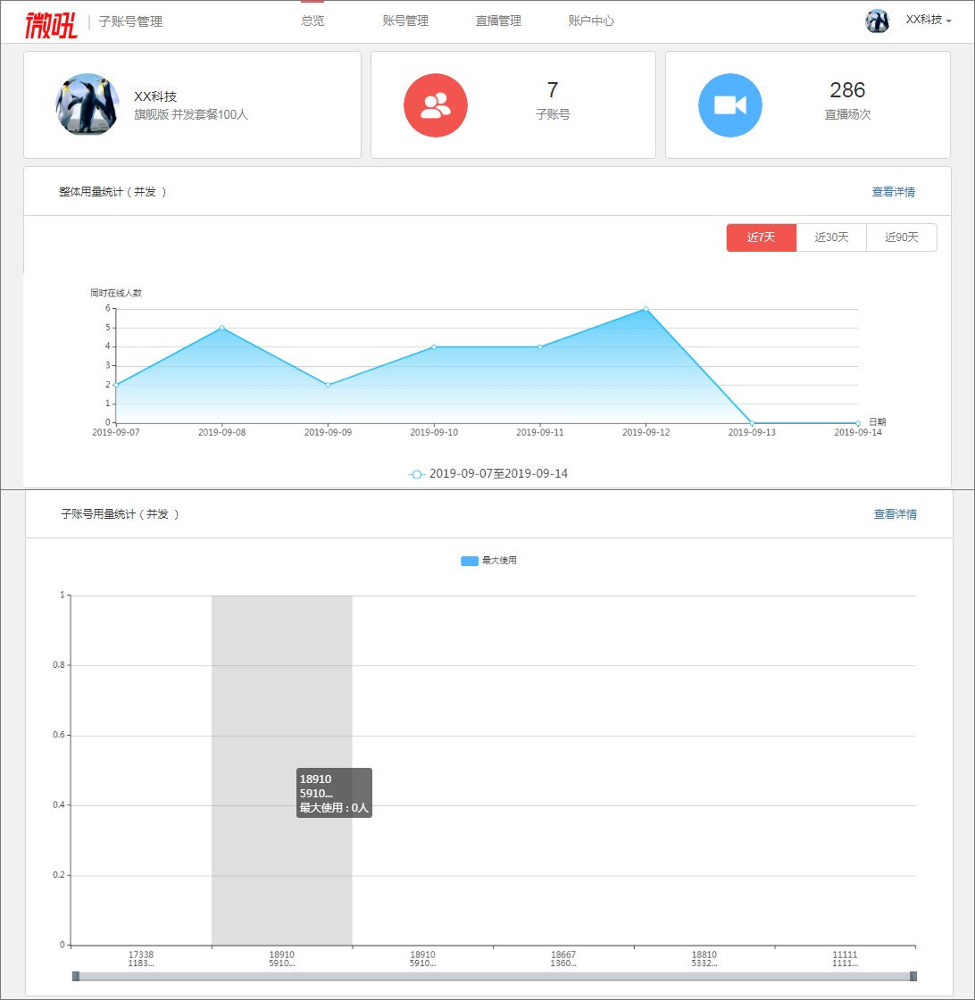 微吼 | 子账号管理 总览 账号管理 直播管理 账户中心 XX科技
XX科技
旗舰版 并发套餐100人
7
子账号
286
直播场次
整体用量统计 ( 并发 ) 查看详情
近7天 近30天 近90天
同时在线人数
6
5
4
3
2
1
0
日期
2019-09-07 2019-09-08 2019-09-09 2019-09-10 2019-09-11 2019-09-12 2019-09-13 2019-09-14
2019-09-07至2019-09-14
子账号用量统计 ( 并发 ) 查看详情
最大使用
1
0.8
0.6
18910
5910...
最大使用 : 0人
0.4
0.2
0
17338 18910 18910 18667 18810 11111
1183... 5910... 5910... 1360... 5332... 1111...